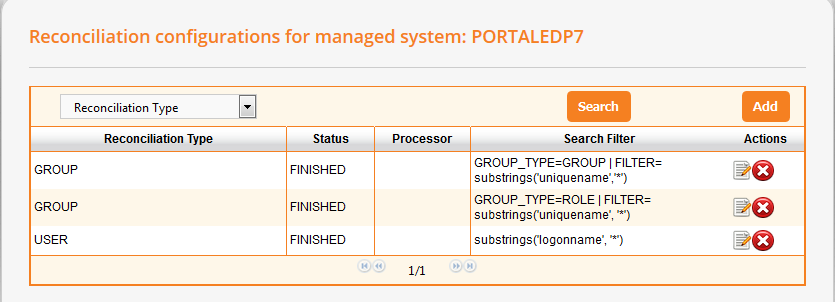 Reconciliation configurations for managed system: PORTALEDP7
Reconciliation Type Search Add
Reconciliation Type Status Processor Search Filter Actions
GROUP FINISHED GROUP_TYPE=GROUP | FILTER=
substrings('uniquename','*')
GROUP FINISHED GROUP_TYPE=ROLE | FILTER=
substrings('uniquename', '*')
USER FINISHED substrings('logonname', '*')
1/1